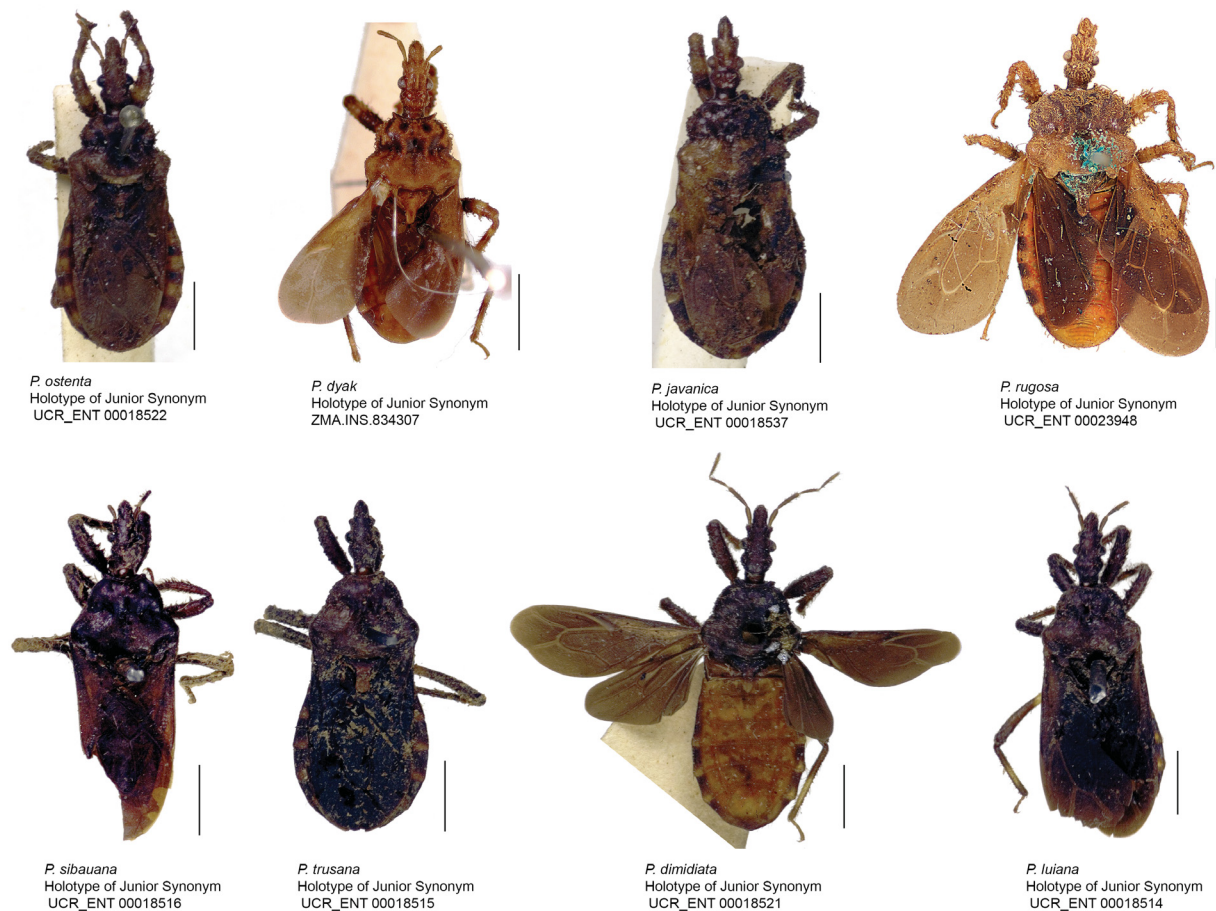 P. ostenta
Holotype of Junior Synonym
UCR_ENT 00018522
P. dyak
Holotype of Junior Synonym
ZMA.INS.834307
P. javanica
Holotype of Junior Synonym
UCR_ENT 00018537
P. rugosa
Holotype of Junior Synonym
UCR_ENT 00023948
P. sibauana
Holotype of Junior Synonym
UCR_ENT 00018516
P. trusana
Holotype of Junior Synonym
UCR_ENT 00018515
P. dimidiata
Holotype of Junior Synonym
UCR_ENT 00018521
P. luiana
Holotype of Junior Synonym
UCR_ENT 00018514